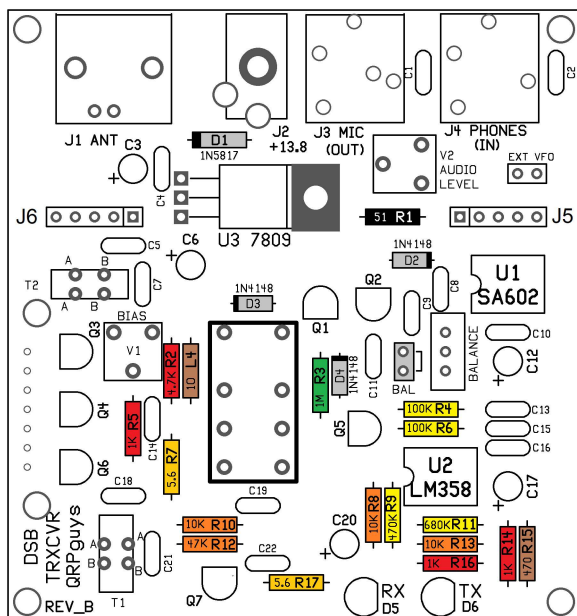 J1 ANT
J2
+13.8
J3 MIC
(OUT)
C1
J4 PHONES
(IN)
C2
D1
1N5817
C3
+
C4
V2
AUDIO
LEVEL
EXT VFO
J6
U3 7809
51 R1
J5
C5
C6
+
T2
A B
A B
C7
1N4148
D3
Q1
Q2
1N4148
D2
C9
C8
U1
SA602
Q3
BIAS
V1
4.7K R2
10 L4
1M R3
D4
1N4148
C11
BAL
BALANCE
C10
C12
+
Q4
1K R5
C14
5.6 R7
Q5
100K R4
100K R6
C13
C15
C16
Q6
C18
U2
LM358
C17
+
C19
10K R8
470K R9
DSB
TRXCVR
QRPguys
A A
B B
T1
C21
10K R10
47K R12
C20
+
680K R11
10K R13
1K R16
1K R14
470 R15
C22
5.6 R17
Q7
RX
D5
TX
D6
REV_B